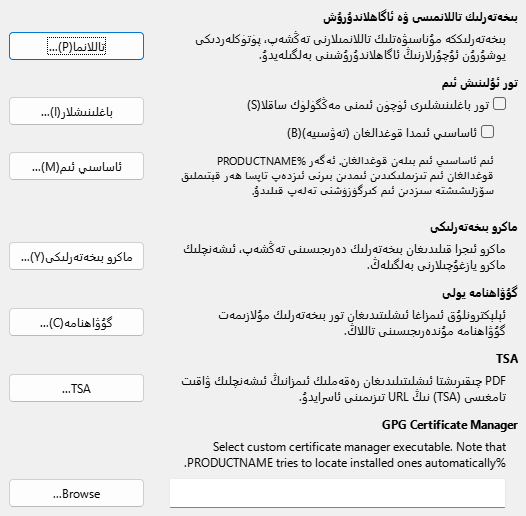 بىخەتەرلىك تاللانمىسى ۋە ئاگاھلاندۇرۇش
بىخەتەرلىككە مۇناسىۋەتلىك تاللانمىلارنى تەڭشەپ، پۈتۈكلەردىكى
يوشۇرۇن ئۇچۇرلارنىڭ ئاگاھلاندۇرۇشىنى بەلگىلەيدۇ.
تاللانما(P)...
تور ئۇلىنىش ئىم
تور باغلىنىشلىرى ئۈچۈن ئىمنى مەڭگۈلۈك ساقلا(S)
باغلىنىشلار(I)...
ئاساسىي ئىمدا قوغدالغان (تەۋسىيە)(B)
ئىم ئاساسىي ئىم بىلەن قوغدالغان. ئەگەر %PRODUCTNAME
قوغدالغان ئىم تىزىملىكىدىن ئىمدىن بىرنى ئىزدەپ تاپسا ھەر قېتىملىق
سۆزلىشىشتە سىزدىن ئىم كىرگۈزۈشنى تەلەپ قىلىدۇ.
ئاساسىي ئىم(M)...
ماكرو بىخەتەرلىكى
ماكرو ئىجرا قىلىدىغان بىخەتەرلىك دەرىجىسىنى تەڭشەپ، ئىشەنچلىك
ماكرو يازغۇچىلارنى بەلگىلەڭ.
ماكرو بىخەتەرلىكى(Y)...
گۇۋاھنامە يولى
ئېلېكترونلۇق ئىمزاغا ئىشلىتىدىغان تور بىخەتەرلىك مۇلازىمەت
گۇۋاھنامە مۇندەرىجىسىنى تاللاڭ.
گۇۋاھنامە(C)...
TSA
PDF چىقىرىشتا ئىشلىتىلىدىغان رەقەملىك ئىمزانىڭ ئىشەنچلىك ۋاقىت
تامغىسى (TSA) نىڭ URL تىزىمىنى ئاسرايدۇ.
TSA...
GPG Certificate Manager
Select custom certificate manager executable. Note that
%PRODUCTNAME tries to locate installed ones automatically.
Browse...